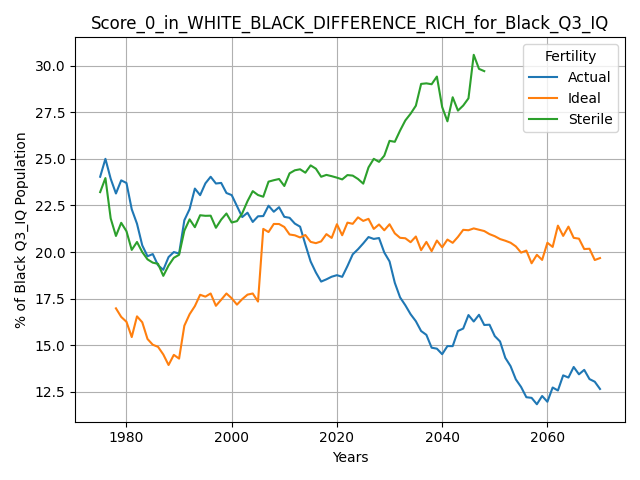 Score_0_in_WHITE_BLACK_DIFFERENCE_RICH_for_Black_Q3_IQ
% of Black Q3_IQ Population
30.0
27.5
25.0
22.5
20.0
17.5
15.0
12.5
Fertility
Actual
Ideal
Sterile
1980 2000 2020 2040 2060
Years